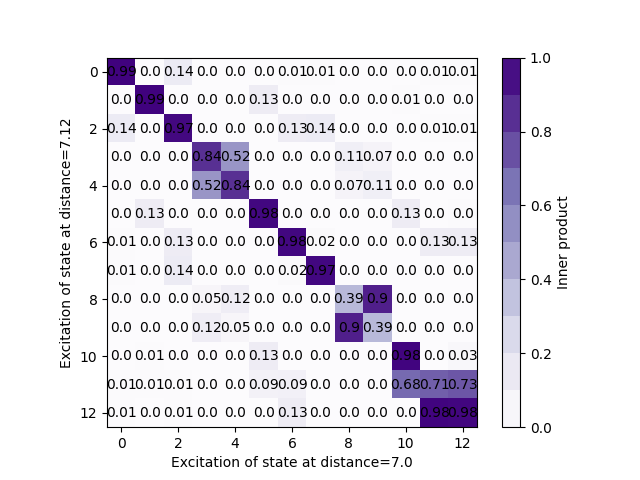 0 0.99 0.0 0.14 0.0 0.0 0.0 0.01 0.01 0.0 0.0 0.0 0.01 0.01
0.0 0.99 0.0 0.0 0.0 0.13 0.0 0.0 0.0 0.0 0.01 0.0 0.0
2 0.14 0.0 0.97 0.0 0.0 0.0 0.13 0.14 0.0 0.0 0.0 0.01 0.01
0.0 0.0 0.0 0.84 0.52 0.0 0.0 0.0 0.11 0.07 0.0 0.0 0.0
4 0.0 0.0 0.0 0.52 0.84 0.0 0.0 0.0 0.07 0.11 0.0 0.0 0.0
0.0 0.13 0.0 0.0 0.0 0.98 0.0 0.0 0.0 0.0 0.13 0.0 0.0
6 0.01 0.0 0.13 0.0 0.0 0.0 0.98 0.02 0.0 0.0 0.0 0.13 0.13
0.01 0.0 0.14 0.0 0.0 0.0 0.02 0.97 0.0 0.0 0.0 0.0 0.0
8 0.0 0.0 0.0 0.05 0.12 0.0 0.0 0.0 0.39 0.9 0.0 0.0 0.0
0.0 0.0 0.0 0.12 0.05 0.0 0.0 0.0 0.9 0.39 0.0 0.0 0.0
10 0.0 0.01 0.0 0.0 0.0 0.13 0.0 0.0 0.0 0.0 0.98 0.0 0.03
0.01 0.01 0.01 0.0 0.0 0.09 0.09 0.0 0.0 0.0 0.68 0.71 0.73
12 0.01 0.0 0.01 0.0 0.0 0.0 0.13 0.0 0.0 0.0 0.0 0.98 0.98
0 2 4 6 8 10 12
Excitation of state at distance=7.0
Excitation of state at distance=7.12
1.0
0.8
0.6
0.4
0.2
0.0
Inner product